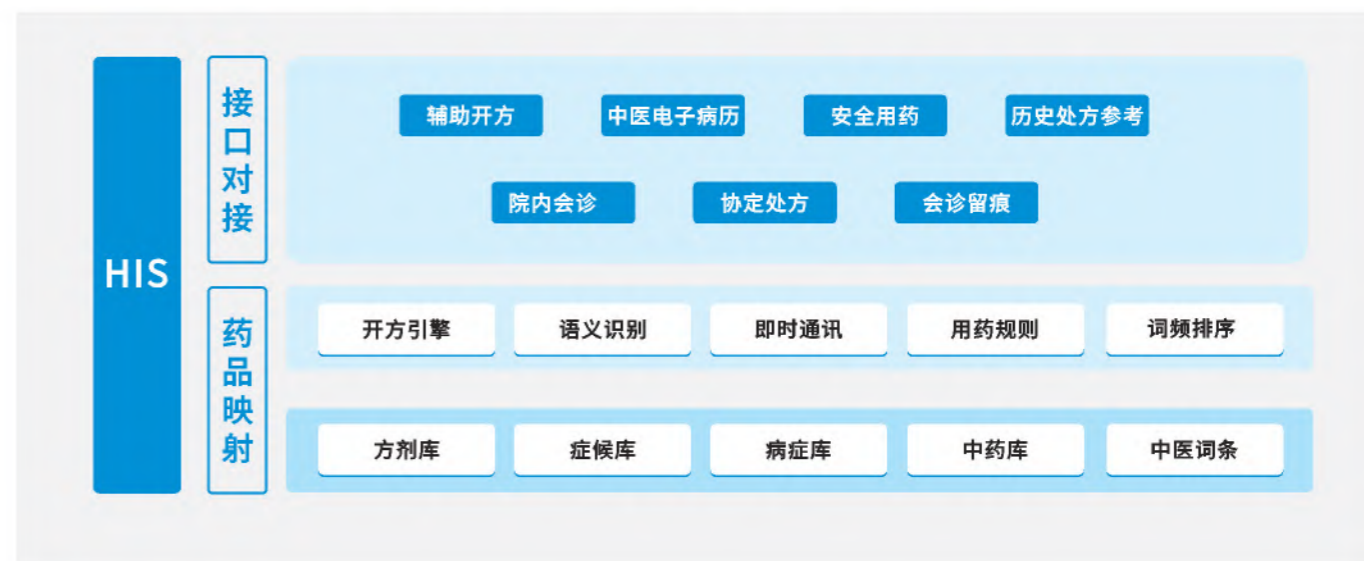 HIS
接口对接
辅助开方
中医电子病历
安全用药
历史处方参考
院内会诊
协定处方
会诊留痕
药品映射
开方引擎
语义识别
即时通讯
用药规则
词频排序
方剂库
症候库
病症库
中药库
中医词条